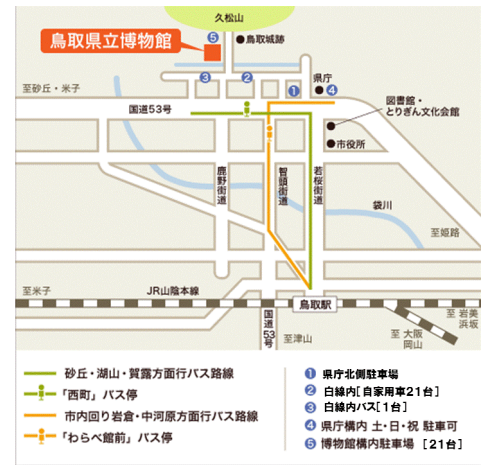 久松山
鳥取県立博物館
⑤
●鳥取城跡
至砂丘・米子
③
②
①
県庁
④
図書館・
とりぎん文化会館
国道53号
市役所
鹿野街道
智頭街道
若桜街道
袋川
至姫路
至米子
JR山陰本線
鳥取駅
至 岩美
浜坂
国道53号
至津山
至 大阪
岡山
砂丘・湖山・賀露方面行バス路線
「西町」バス停
市内回り岩倉・中河原方面行バス路線
「わらべ館前」バス停
① 県庁北側駐車場
② 白線内[自家用車21台]
③ 白線内バス[1台]
④ 県庁構内 土・日・祝 駐車可
⑤ 博物館構内駐車場 [21台]